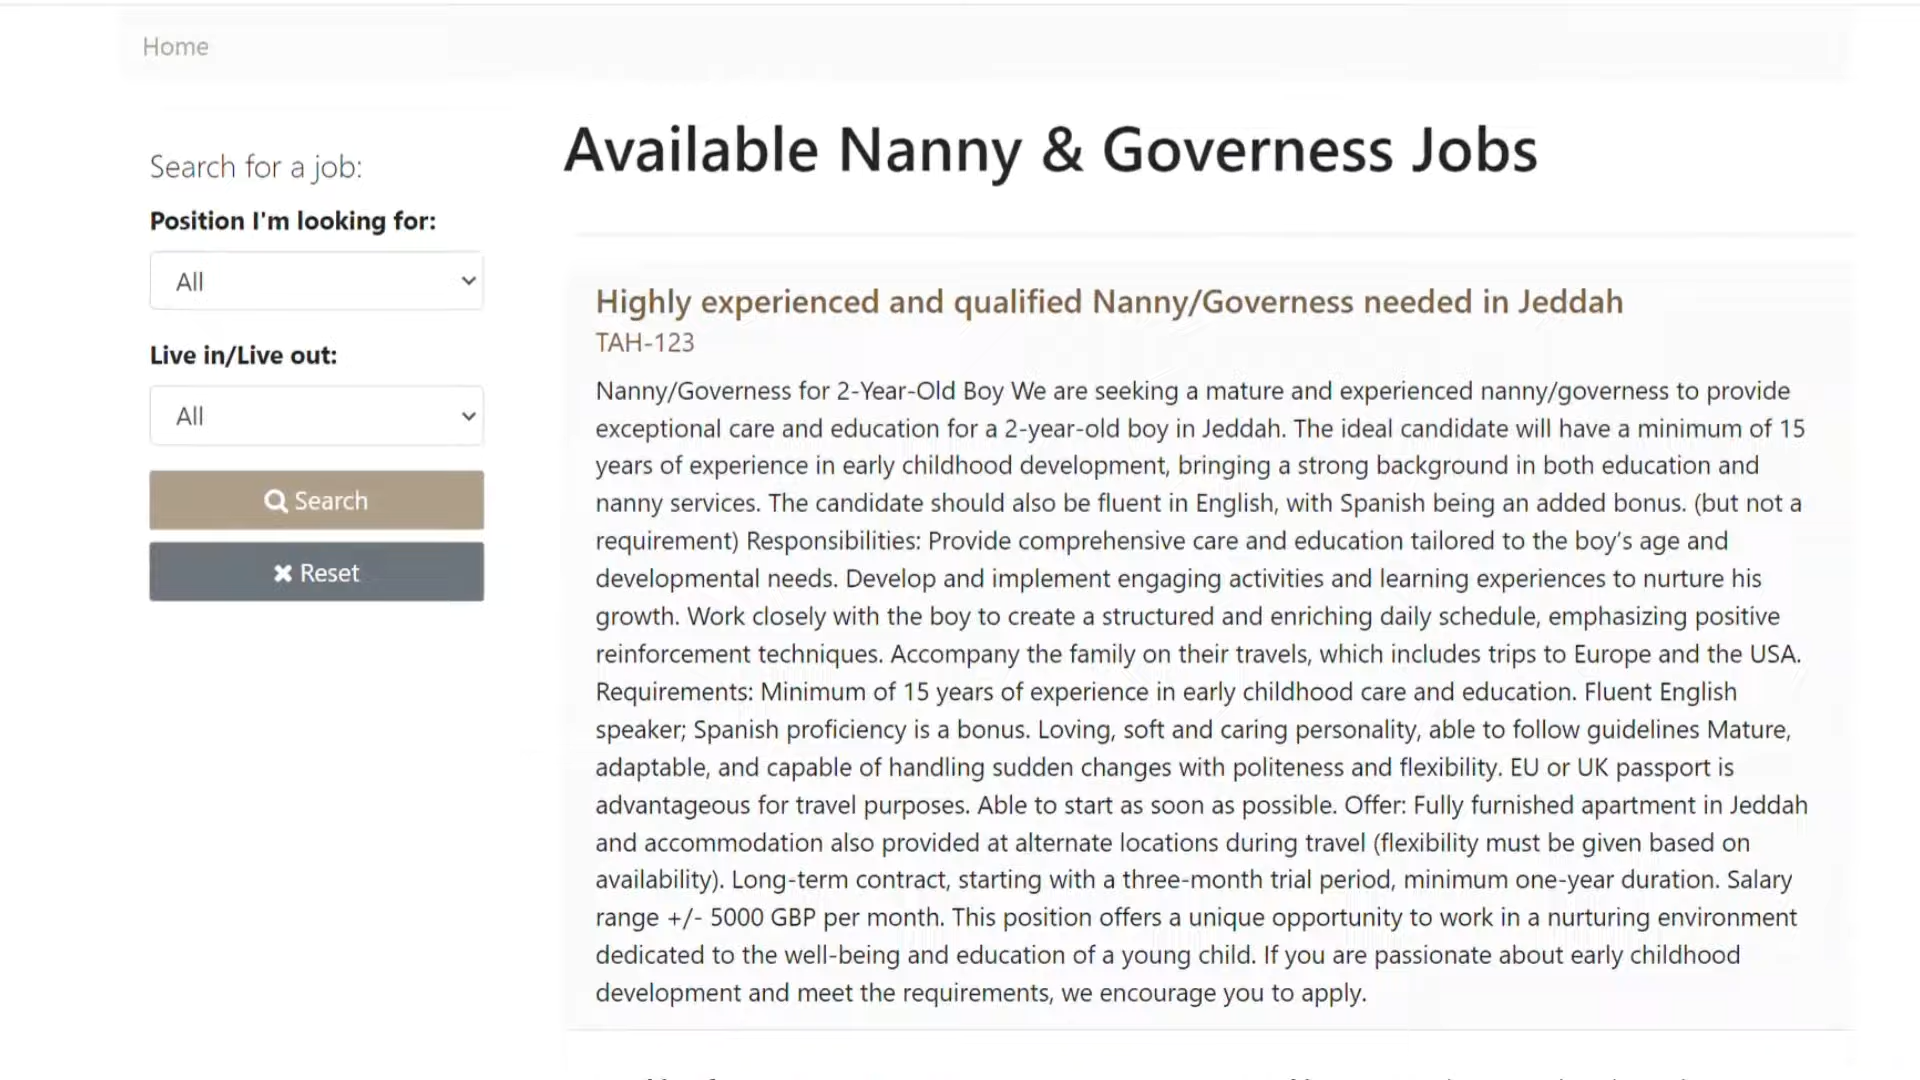 Home
Search for a job:
Position I'm looking for:
All
Live in/Live out:
All
Search
Reset
Available Nanny & Governess Jobs
Highly experienced and qualified Nanny/Governess needed in Jeddah
TAH-123
Nanny/Governess for 2-Year-Old Boy We are seeking a mature and experienced nanny/governess to provide
exceptional care and education for a 2-year-old boy in Jeddah. The ideal candidate will have a minimum of 15
years of experience in early childhood development, bringing a strong background in both education and
nanny services. The candidate should also be fluent in English, with Spanish being an added bonus. (but not a
requirement) Responsibilities: Provide comprehensive care and education tailored to the boy’s age and
developmental needs. Develop and implement engaging activities and learning experiences to nurture his
growth. Work closely with the boy to create a structured and enriching daily schedule, emphasizing positive
reinforcement techniques. Accompany the family on their travels, which includes trips to Europe and the USA.
Requirements: Minimum of 15 years of experience in early childhood care and education. Fluent English
speaker; Spanish proficiency is a bonus. Loving, soft and caring personality, able to follow guidelines Mature,
adaptable, and capable of handling sudden changes with politeness and flexibility. EU or UK passport is
advantageous for travel purposes. Able to start as soon as possible. Offer: Fully furnished apartment in Jeddah
and accommodation also provided at alternate locations during travel (flexibility must be given based on
availability). Long-term contract, starting with a three-month trial period, minimum one-year duration. Salary
range +/- 5000 GBP per month. This position offers a unique opportunity to work in a nurturing environment
dedicated to the well-being and education of a young child. If you are passionate about early childhood
development and meet the requirements, we encourage you to apply.